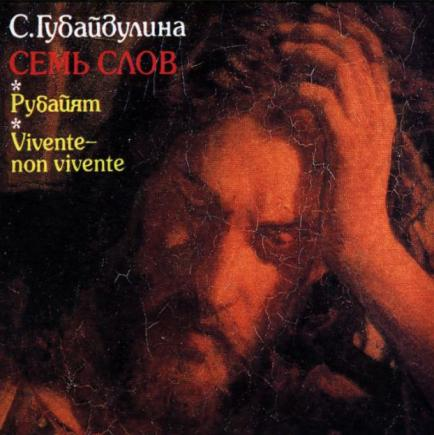 С.Губайдулина
СЕМЬ СЛОВ
*
Рубайят
*
Vivente–
non vivente